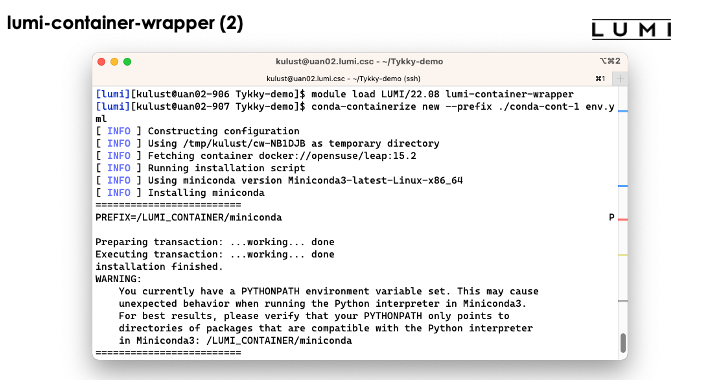 lumi-container-wrapper (2)
LUMI
kulust@uan02.lumi.csc - ~/Tykky-demo
⌥⌘2
kulust@uan02.lumi.csc - ~/Tykky-demo (ssh)
⌘1
+
[lumi][kulust@uan02-906 Tykky-demo]$ module load LUMI/22.08 lumi-container-wrapper
[lumi][kulust@uan02-907 Tykky-demo]$ conda-containerize new --prefix ./conda-cont-1 env.y
ml
[ INFO ] Constructing configuration
[ INFO ] Using /tmp/kulust/cw-NB1DJB as temporary directory
[ INFO ] Fetching container docker://opensuse/leap:15.2
[ INFO ] Running installation script
[ INFO ] Using miniconda version Miniconda3-latest-Linux-x86_64
[ INFO ] Installing miniconda
=========================
PREFIX=/LUMI_CONTAINER/miniconda P
Preparing transaction: ...working... done
Executing transaction: ...working... done
installation finished.
WARNING:
You currently have a PYTHONPATH environment variable set. This may cause
unexpected behavior when running the Python interpreter in Miniconda3.
For best results, please verify that your PYTHONPATH only points to
directories of packages that are compatible with the Python interpreter
in Miniconda3: /LUMI_CONTAINER/miniconda
=========================